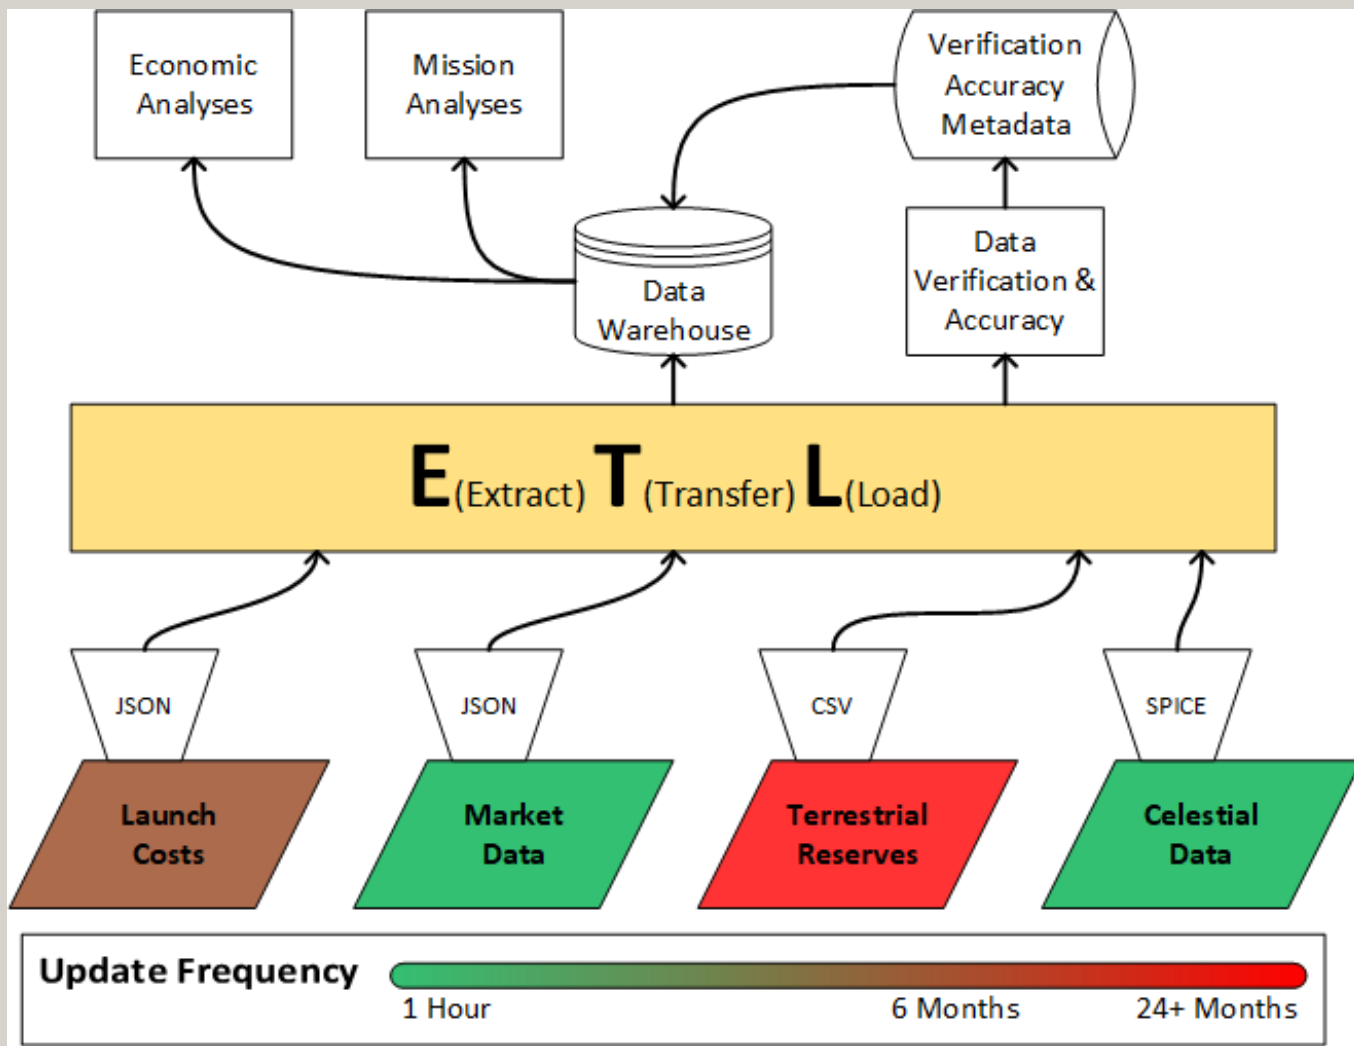 Economic
Analyses
Mission
Analyses
Verification
Accuracy
Metadata
Data
Warehouse
Data
Verification &
Accuracy
E(Extract) T(Transfer) L(Load)
JSON
JSON
CSV
SPICE
Launch
Costs
Market
Data
Terrestrial
Reserves
Celestial
Data
Update Frequency
1 Hour
6 Months
24+ Months